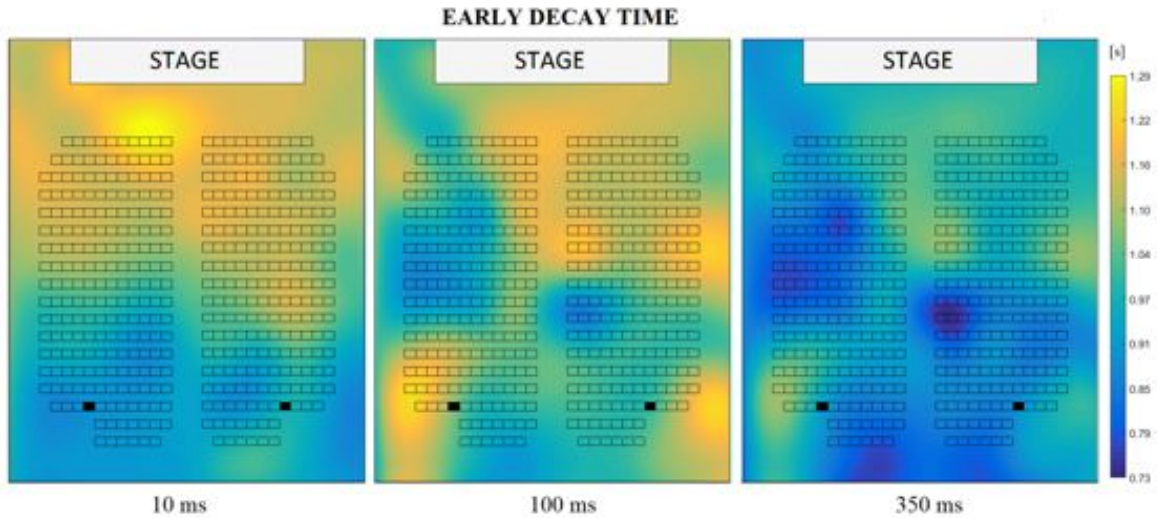 EARLY DECAY TIME
STAGE STAGE STAGE
[s]
1.29
1.22
1.16
1.10
1.04
0.97
0.91
0.85
0.79
0.73
10 ms 100 ms 350 ms